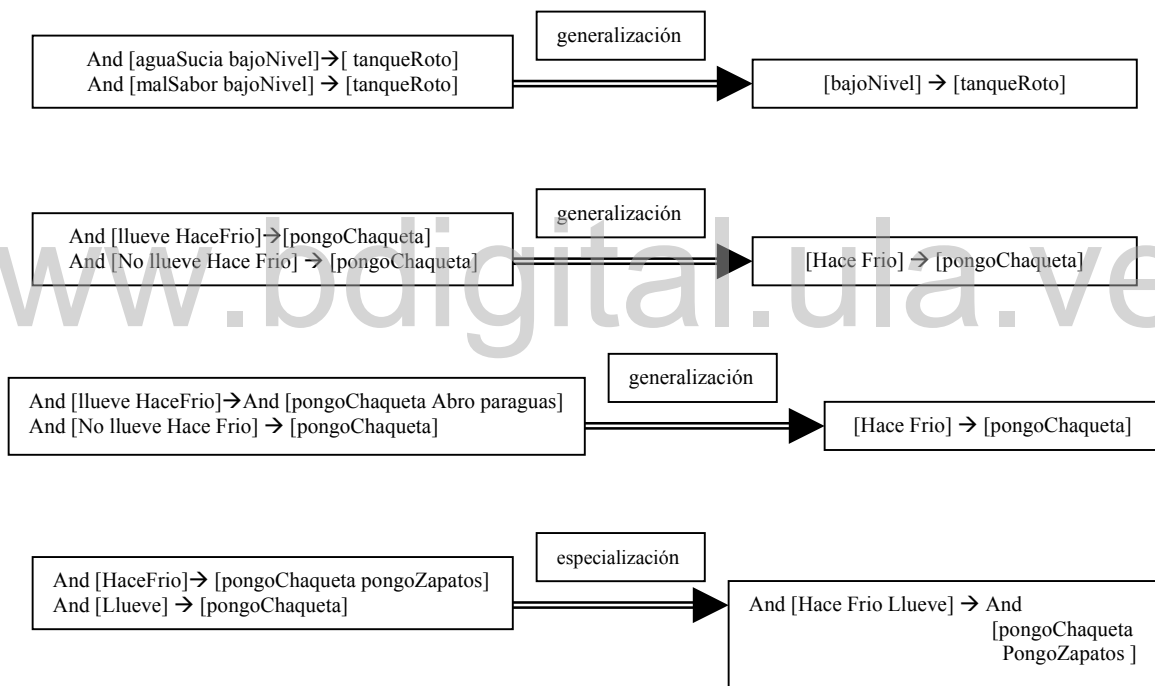 generalización
And [aguaSucia bajoNivel]→[ tanqueRoto]
And [malSabor bajoNivel] → [tanqueRoto]
[bajoNivel] → [tanqueRoto]
generalización
And [llueve HaceFrio]→[pongoChaqueta]
And [No llueve Hace Frio] → [pongoChaqueta]
[Hace Frio] → [pongoChaqueta]
www.bdigital.ula.ve
generalización
And [llueve HaceFrio]→And [pongoChaqueta Abro paraguas]
And [No llueve Hace Frio] → [pongoChaqueta]
[Hace Frio] → [pongoChaqueta]
especialización
And [HaceFrio]→ [pongoChaqueta pongoZapatos]
And [Llueve] → [pongoChaqueta]
And [Hace Frio Llueve] → And
[pongoChaqueta
PongoZapatos ]